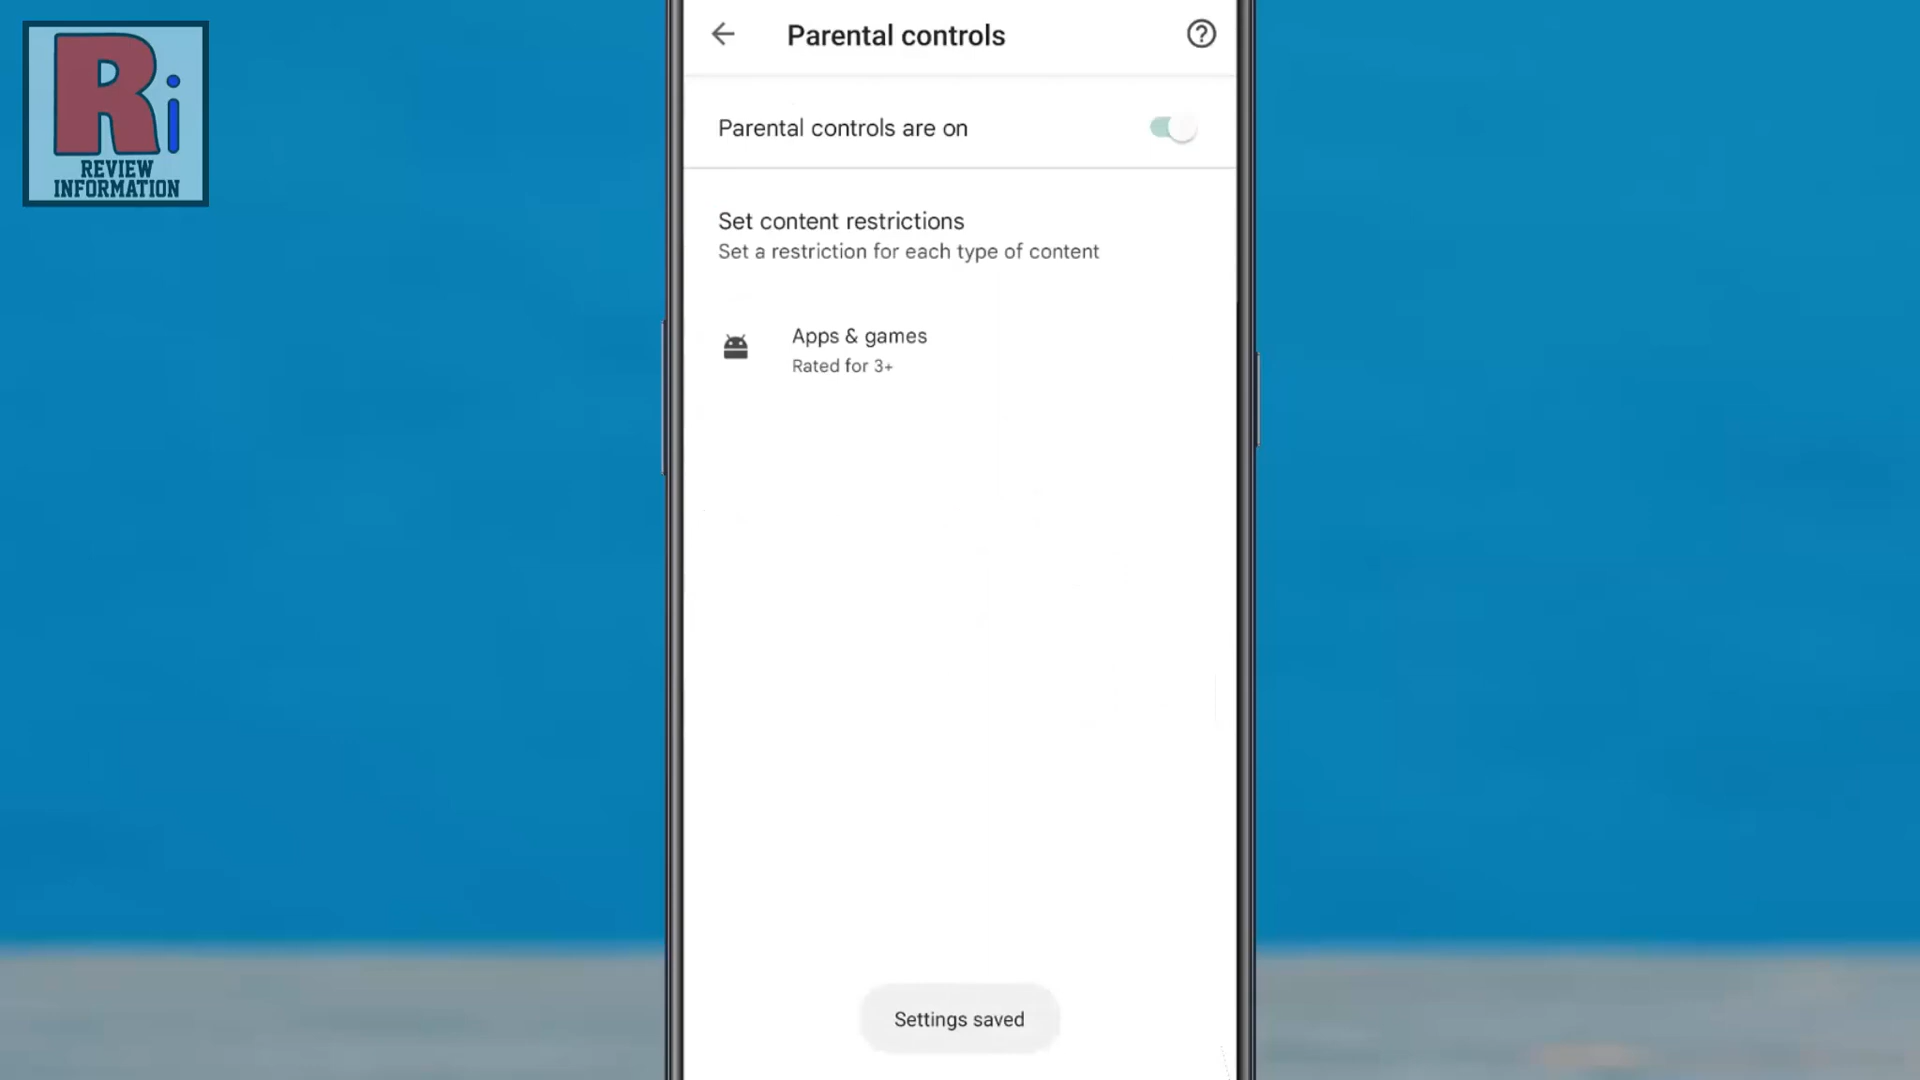 Ri
REVIEW
INFORMATION
Parental controls
Parental controls are on
Set content restrictions
Set a restriction for each type of content
Apps & games
Rated for 3+
Settings saved